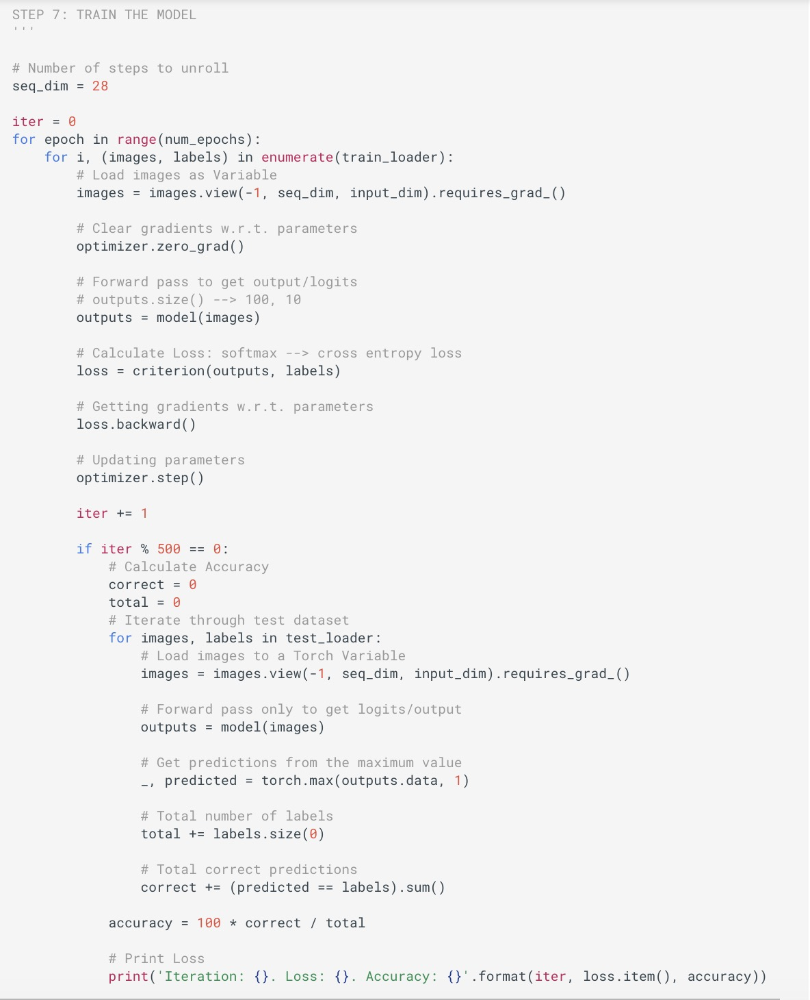 STEP 7: TRAIN THE MODEL
'''
# Number of steps to unroll
seq_dim = 28
iter = 0
for epoch in range(num_epochs):
    for i, (images, labels) in enumerate(train_loader):
        # Load images as Variable
        images = images.view(-1, seq_dim, input_dim).requires_grad_()
        # Clear gradients w.r.t. parameters
        optimizer.zero_grad()
        # Forward pass to get output/logits
        # outputs.size() --> 100, 10
        outputs = model(images)
        # Calculate Loss: softmax --> cross entropy loss
        loss = criterion(outputs, labels)
        # Getting gradients w.r.t. parameters
        loss.backward()
        # Updating parameters
        optimizer.step()
        iter += 1
        if iter % 500 == 0:
            # Calculate Accuracy
            correct = 0
            total = 0
            # Iterate through test dataset
            for images, labels in test_loader:
                # Load images to a Torch Variable
                images = images.view(-1, seq_dim, input_dim).requires_grad_()
                # Forward pass only to get logits/output
                outputs = model(images)
                # Get predictions from the maximum value
                _, predicted = torch.max(outputs.data, 1)
                # Total number of labels
                total += labels.size(0)
                # Total correct predictions
                correct += (predicted == labels).sum()
            accuracy = 100 * correct / total
            # Print Loss
            print('Iteration: {}. Loss: {}. Accuracy: {}'.format(iter, loss.item(), accuracy))